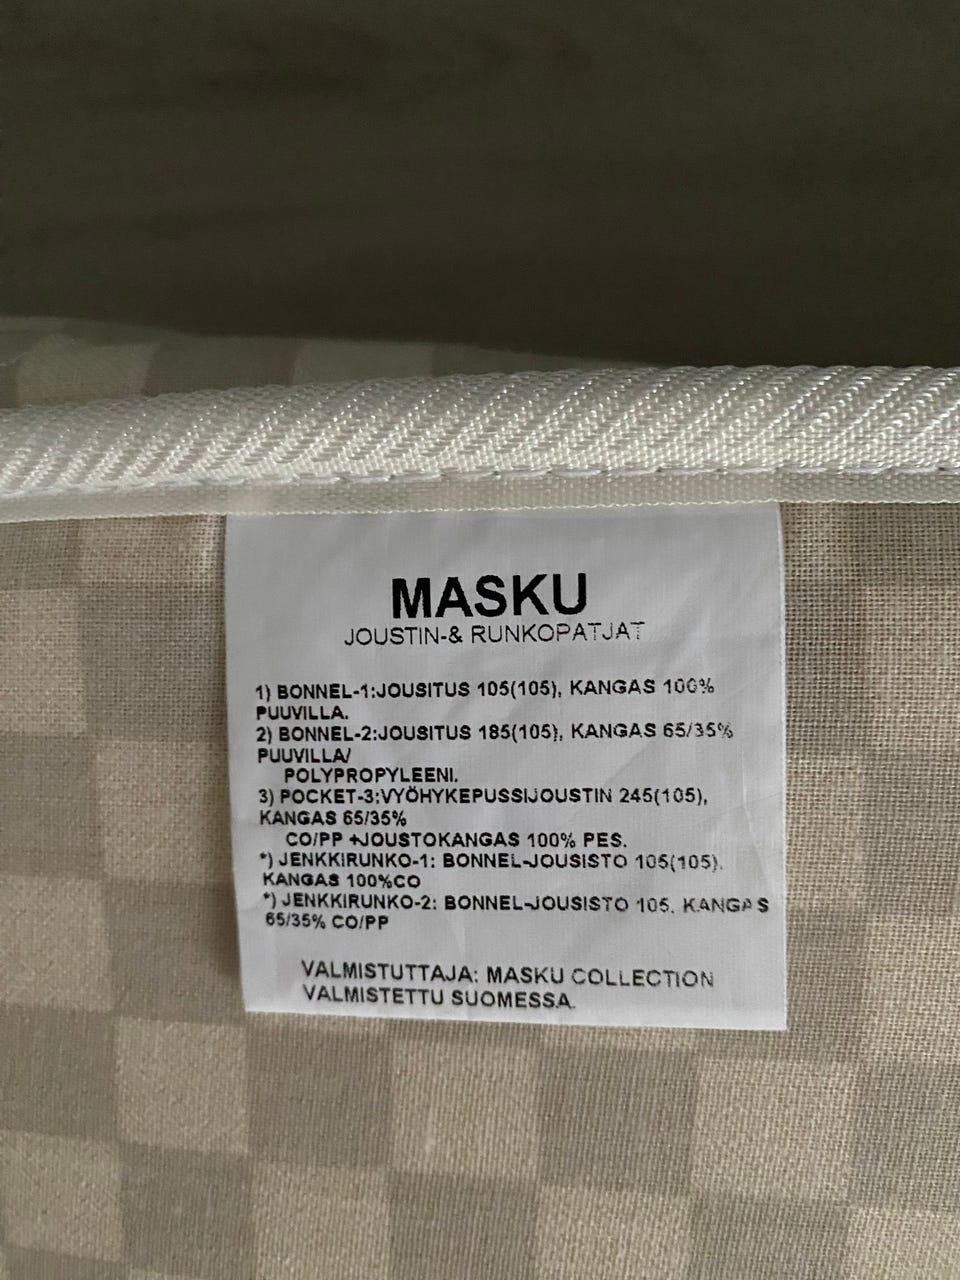 MASKU
JOUSTIN-& RUNKOPATJAT
1) BONNEL-1:JOUSITUS 105(105), KANGAS 100%
PUUVILLA.
2) BONNEL-2:JOUSITUS 185(105), KANGAS 65/35%
PUUVILLA/
POLYPROPYLEENI.
3) POCKET-3:VYÖHYKEPUSSIJOUSTIN 245(105),
KANGAS 65/35%
CO/PP +JOUSTOKANGAS 100% PES.
*) JENKKIRUNKO-1: BONNEL-JOUSISTO 105(105).
KANGAS 100%CO
*) JENKKIRUNKO-2: BONNEL-JOUSISTO 105. KANGAS
65/35% CO/PP
VALMISTUTTAJA: MASKU COLLECTION
VALMISTETTU SUOMESSA.